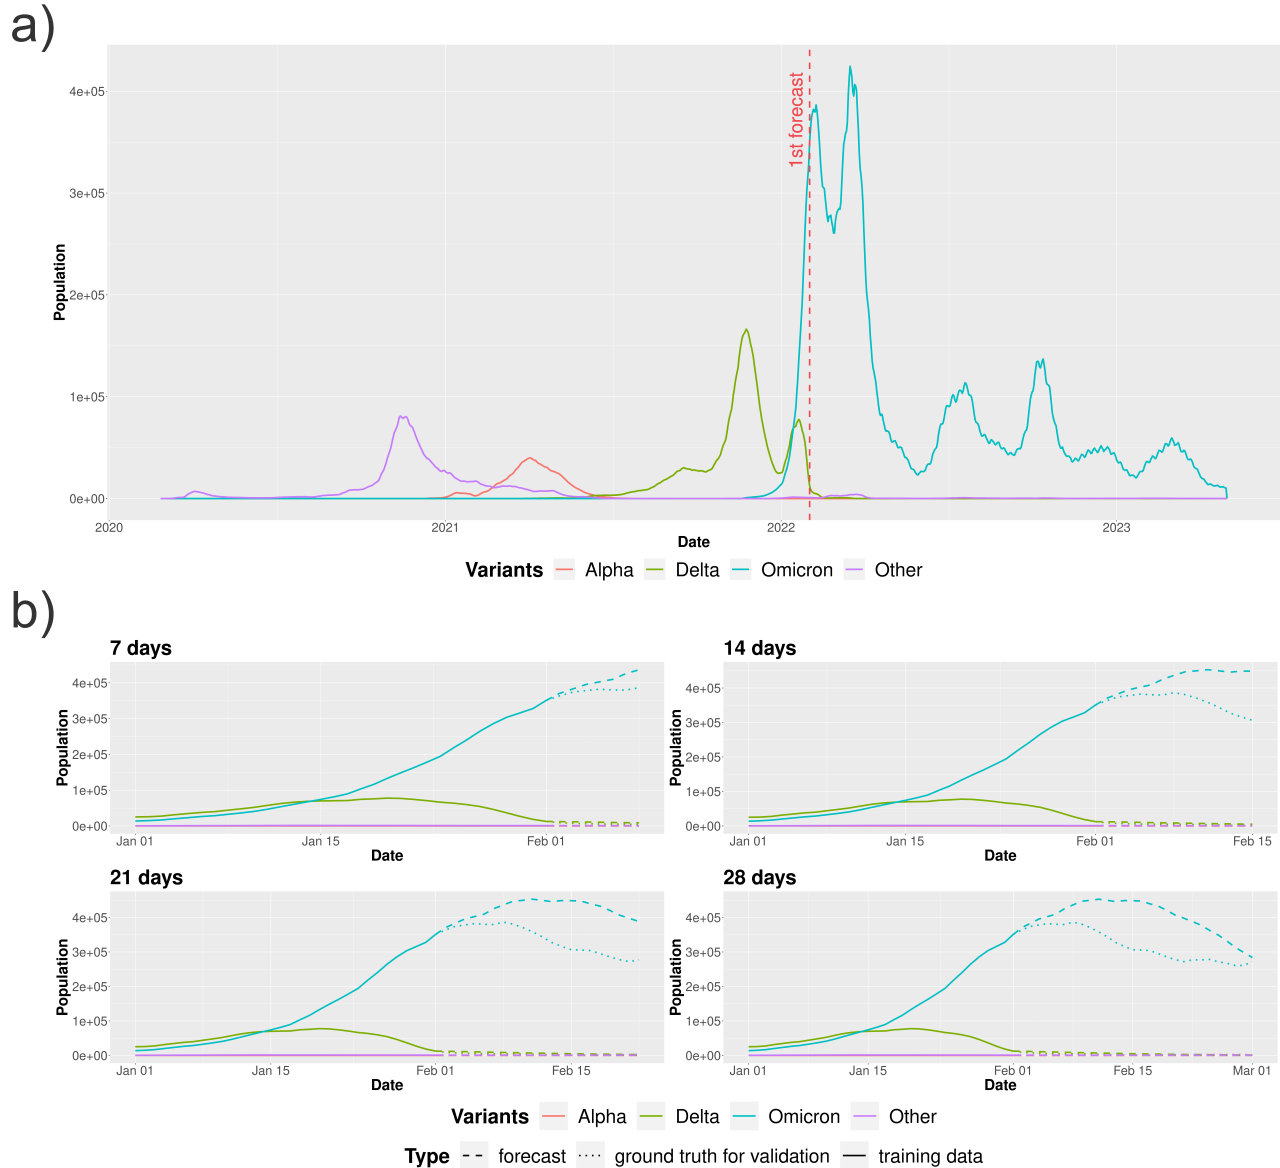 a)
4e+05
3e+05
2e+05
1e+05
0e+00
Population
1st forecast
2020
2021
2022
2023
Date
Variants Alpha Delta Omicron Other
b)
7 days
4e+05
3e+05
2e+05
1e+05
0e+00
Population
Jan 01
Jan 15
Feb 01
Date
14 days
4e+05
3e+05
2e+05
1e+05
0e+00
Population
Jan 01
Jan 15
Feb 01
Feb 15
Date
21 days
4e+05
3e+05
2e+05
1e+05
0e+00
Population
Jan 01
Jan 15
Feb 01
Feb 15
Date
28 days
4e+05
3e+05
2e+05
1e+05
0e+00
Population
Jan 01
Jan 15
Feb 01
Feb 15
Mar 01
Date
Variants Alpha Delta Omicron Other
Type forecast ground truth for validation training data